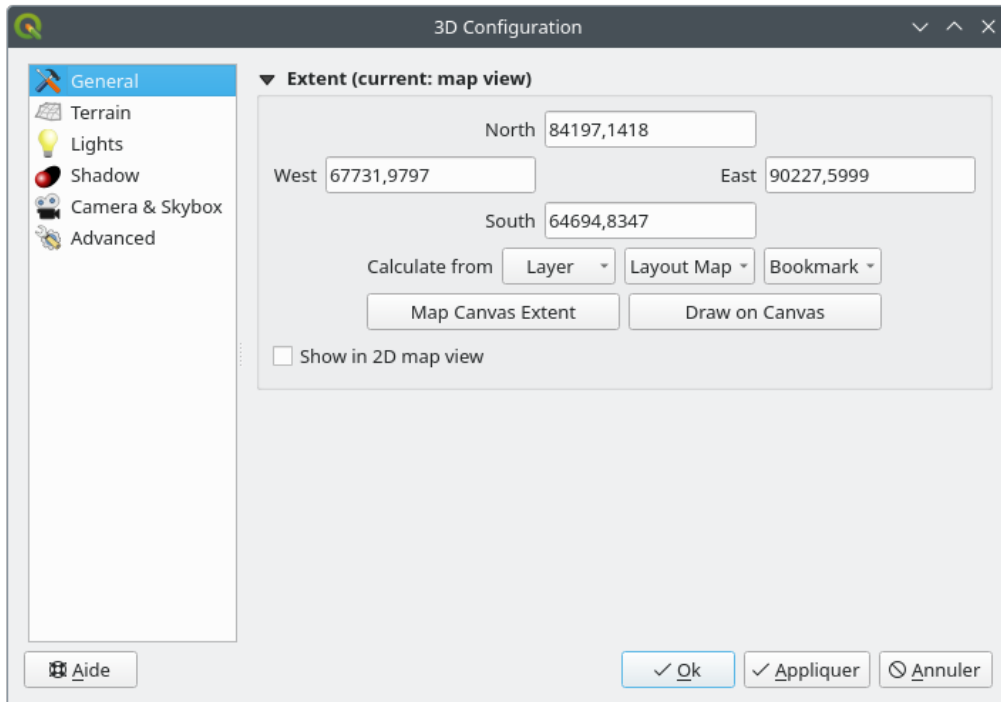 3D Configuration
General
Terrain
Lights
Shadow
Camera & Skybox
Advanced
Extent (current: map view)
North 84197,1418
West 67731,9797 East 90227,5999
South 64694,8347
Calculate from Layer Layout Map Bookmark
Map Canvas Extent Draw on Canvas
Show in 2D map view
Aide Ok Appliquer Annuler